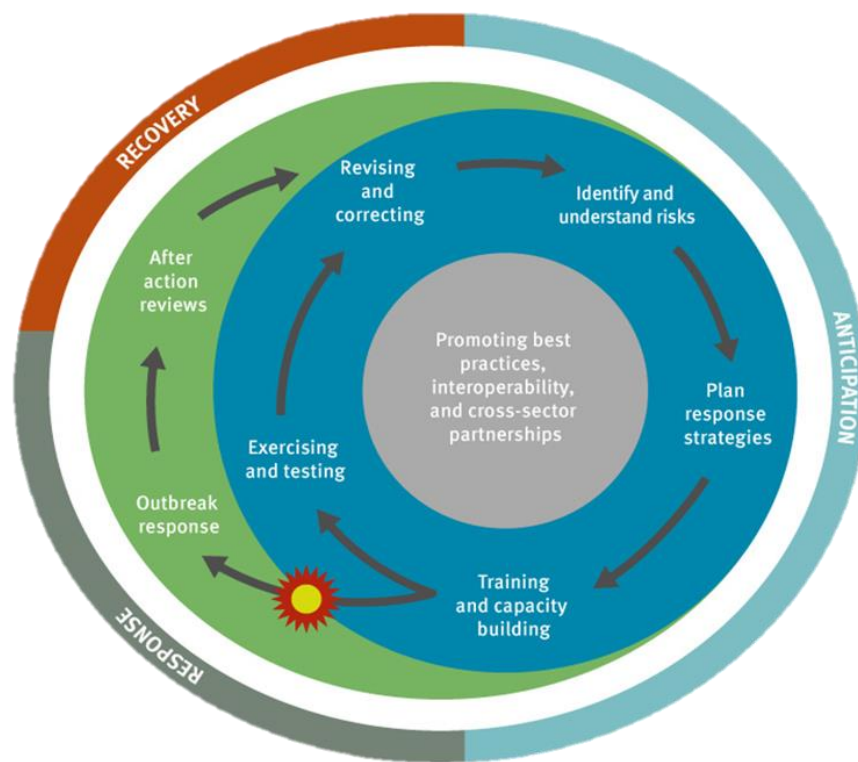 RECOVERY
ANTICIPATION
RESPONSE
Revising
and
correcting
Identify and
understand risks
After
action
reviews
Promoting best
practices,
interoperability,
and cross-sector
partnerships
Plan
response
strategies
Exercising
and testing
Outbreak
response
Training
and capacity
building